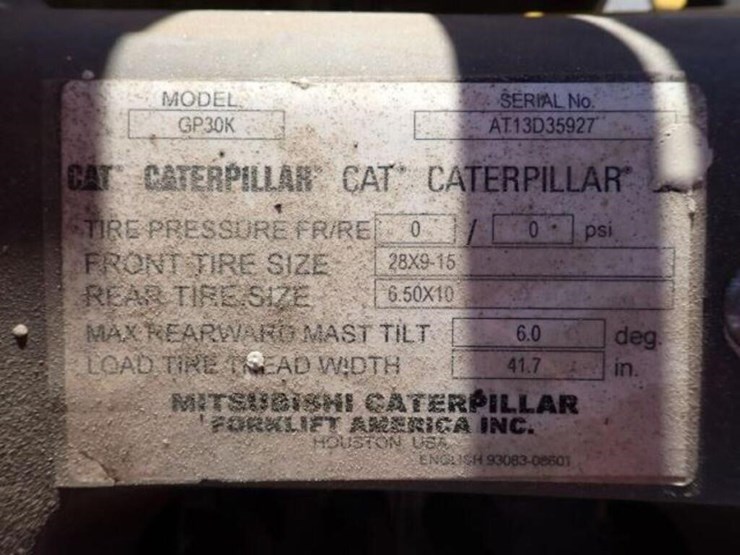 MODEL SERIAL No.
GP30K AT13D35927
CAT CATERPILLAR® CAT® CATERPILLAR®
TIRE PRESSURE FR/RE 0 / 0 psi
FRONT TIRE SIZE 28X9-15
REAR TIRE SIZE 6.50X10
MAX REARWARD MAST TILT 6.0 deg.
LOAD TIRE TREAD WIDTH 41.7 in.
MITSUBISHI CATERPILLAR
FORKLIFT AMERICA INC.
HOUSTON USA
ENGLISH 93083-08601